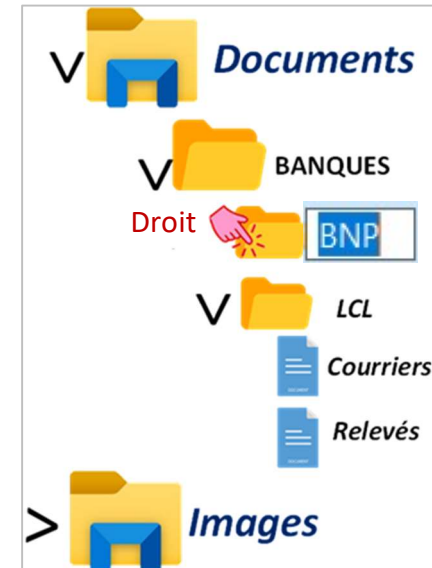 Documents
BANQUES
Droit BNP
LCL
Courriers
Relevés
Images